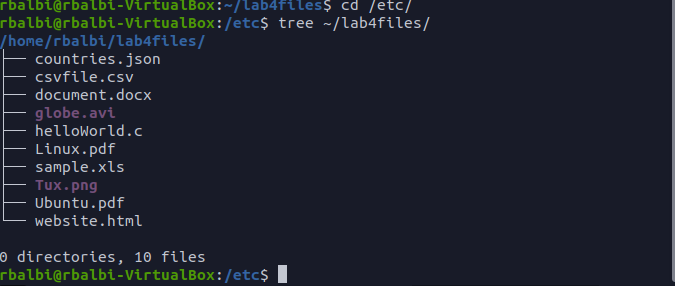 rbalbi@rbalbi-VirtualBox:~/lab4files$ cd /etc/
rbalbi@rbalbi-VirtualBox:/etc$ tree ~/lab4files/
/home/rbalbi/lab4files/
├── countries.json
├── csvfile.csv
├── document.docx
├── globe.avi
├── helloWorld.c
├── Linux.pdf
├── sample.xls
├── Tux.png
├── Ubuntu.pdf
└── website.html

0 directories, 10 files
rbalbi@rbalbi-VirtualBox:/etc$